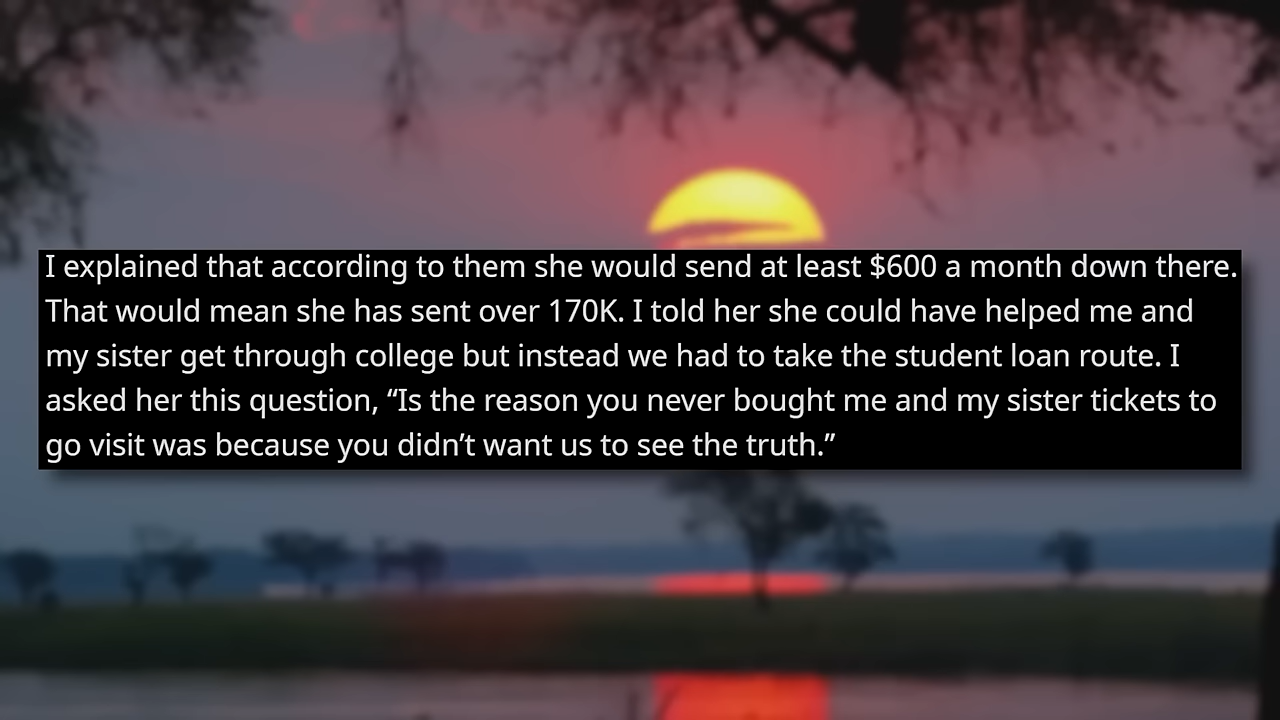 I explained that according to them she would send at least $600 a month down there.
That would mean she has sent over 170K. I told her she could have helped me and
my sister get through college but instead we had to take the student loan route. I
asked her this question, “Is the reason you never bought me and my sister tickets to
go visit was because you didn’t want us to see the truth.”